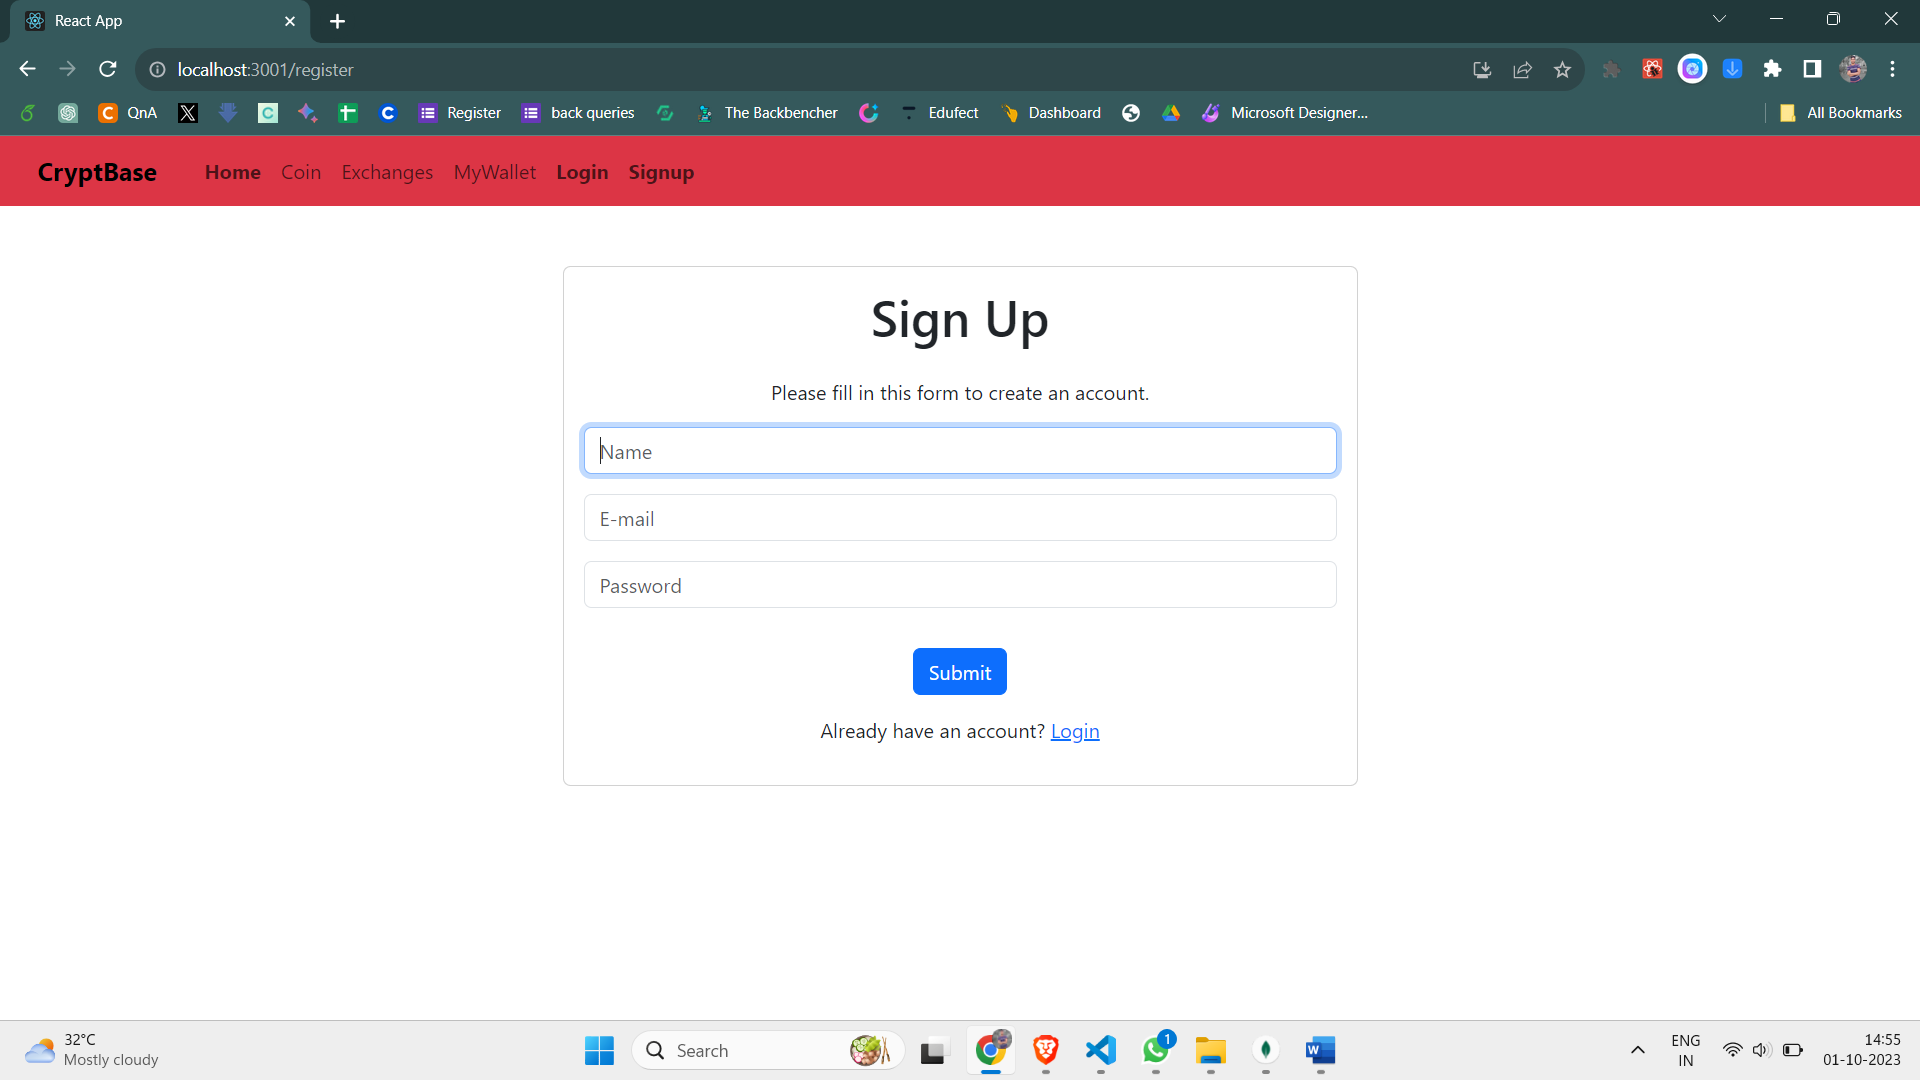 React App
localhost:3001/register
QnA
Register
back queries
The Backbencher
Edufect
Dashboard
Microsoft Designer...
All Bookmarks
CryptBase
Home
Coin
Exchanges
MyWallet
Login
Signup
Sign Up
Please fill in this form to create an account.
Name
E-mail
Password
Submit
Already have an account? Login
32°C
Mostly cloudy
Search
1
ENG
IN
14:55
01-10-2023